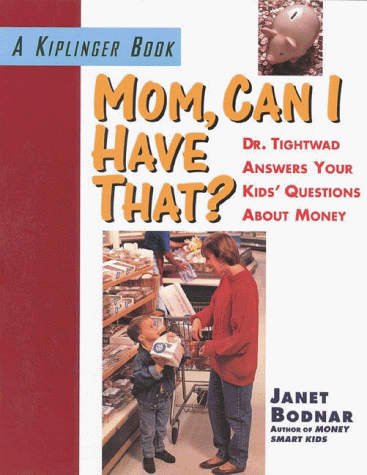 A KIPLINGER BOOK
MOM, CAN I
HAVE
THAT?
DR. TIGHTWAD
ANSWERS YOUR
KIDS' QUESTIONS
ABOUT MONEY
JANET
BODNAR
AUTHOR OF MONEY
SMART KIDS